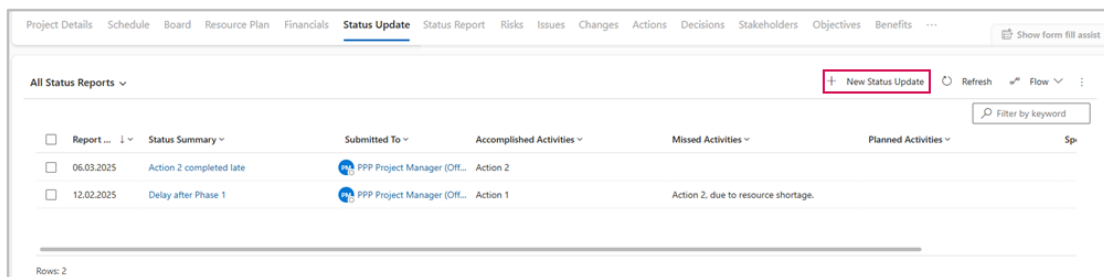 Project Details Schedule Board Resource Plan Financials Status Update Status Report Risks Issues Changes Actions Decisions Stakeholders Objectives Benefits ...
Show form fill assist
All Status Reports
+ New Status Update Refresh Flow
Filter by keyword
Report ... Status Summary Submitted To Accomplished Activities Missed Activities Planned Activities Sp
06.03.2025 Action 2 completed late PPP Project Manager (Off... Action 2
12.02.2025 Delay after Phase 1 PPP Project Manager (Off... Action 1 Action 2, due to resource shortage.
Rows: 2